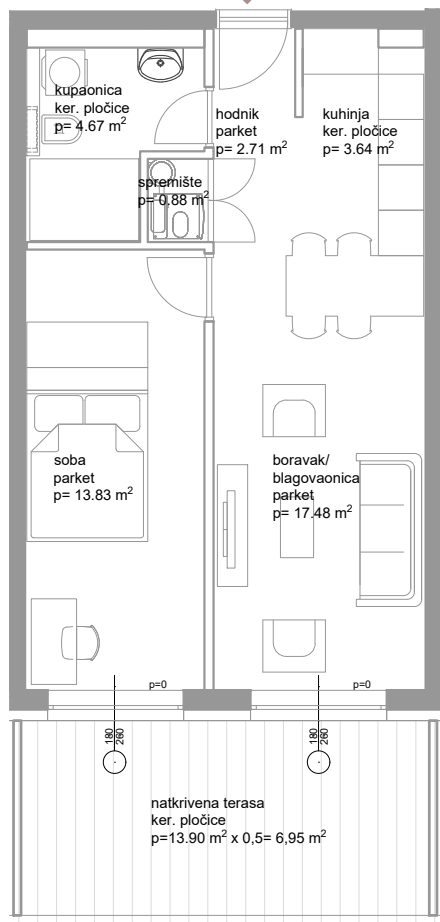 kupaonica
ker. pločice
p= 4.67 m²
hodnik
parket
p= 2.71 m²
kuhinja
ker. pločice
p= 3.64 m²
spremište
p= 0.88 m²
soba
parket
p= 13.83 m²
boravak/
blagovaonica
parket
p= 17.48 m²
p=0
p=0
180
260
180
260
natkrivena terasa
ker. pločice
p=13.90 m² x 0,5= 6,95 m²